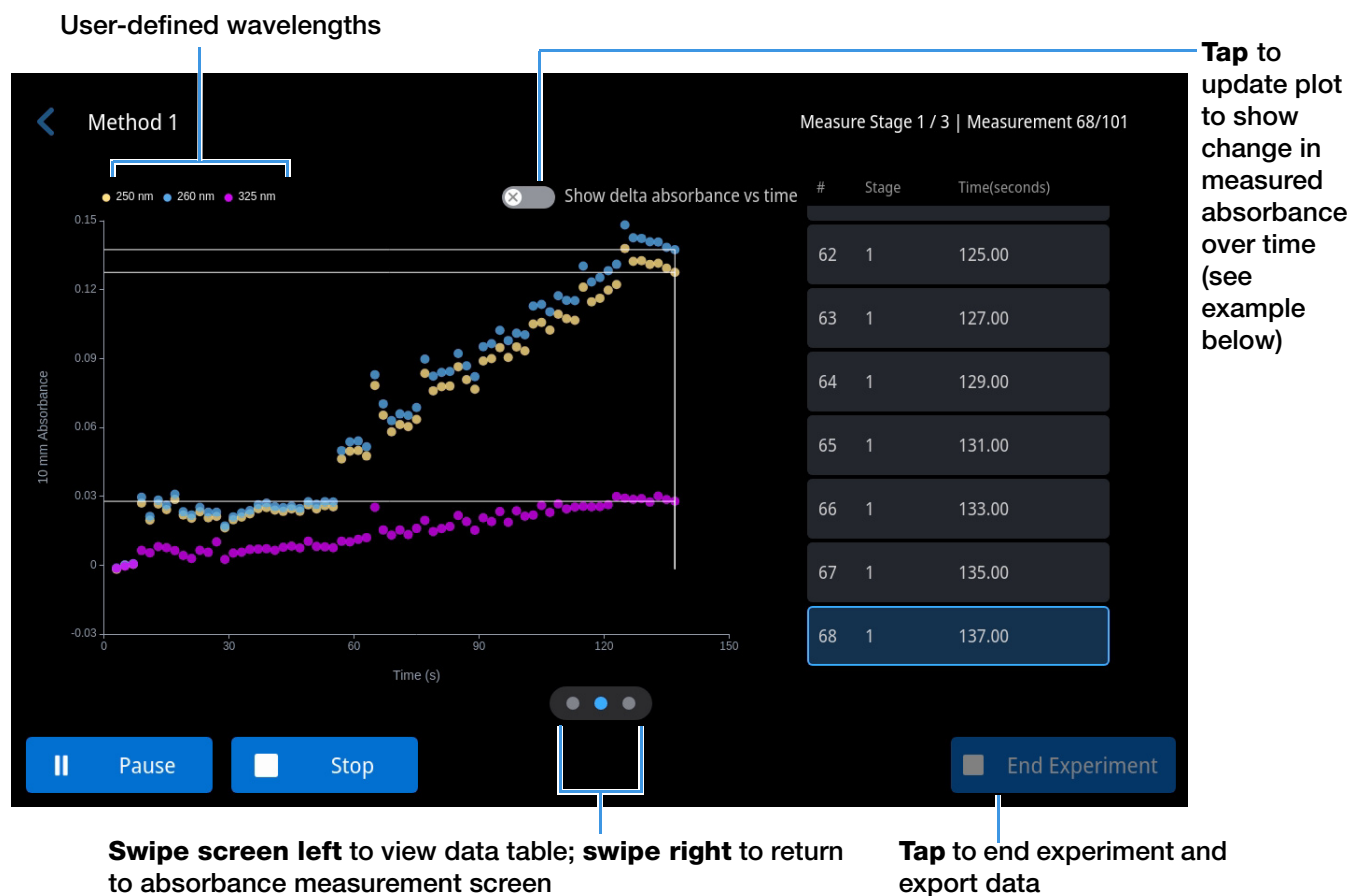 User-defined wavelengths
Tap to
update plot
to show
change in
measured
absorbance
over time
(see
example
below)
Method 1
Measure Stage 1 / 3 | Measurement 68/101
250 nm 260 nm 325 nm
Show delta absorbance vs time
# Stage Time(seconds)
62 1 125.00
63 1 127.00
64 1 129.00
65 1 131.00
66 1 133.00
67 1 135.00
68 1 137.00
10 mm Absorbance
0.15
0.12
0.09
0.06
0.03
0
-0.03
0 30 60 90 120 150
Time (s)
Pause
Stop
End Experiment
Swipe screen left to view data table; swipe right to return
to absorbance measurement screen
Tap to end experiment and
export data